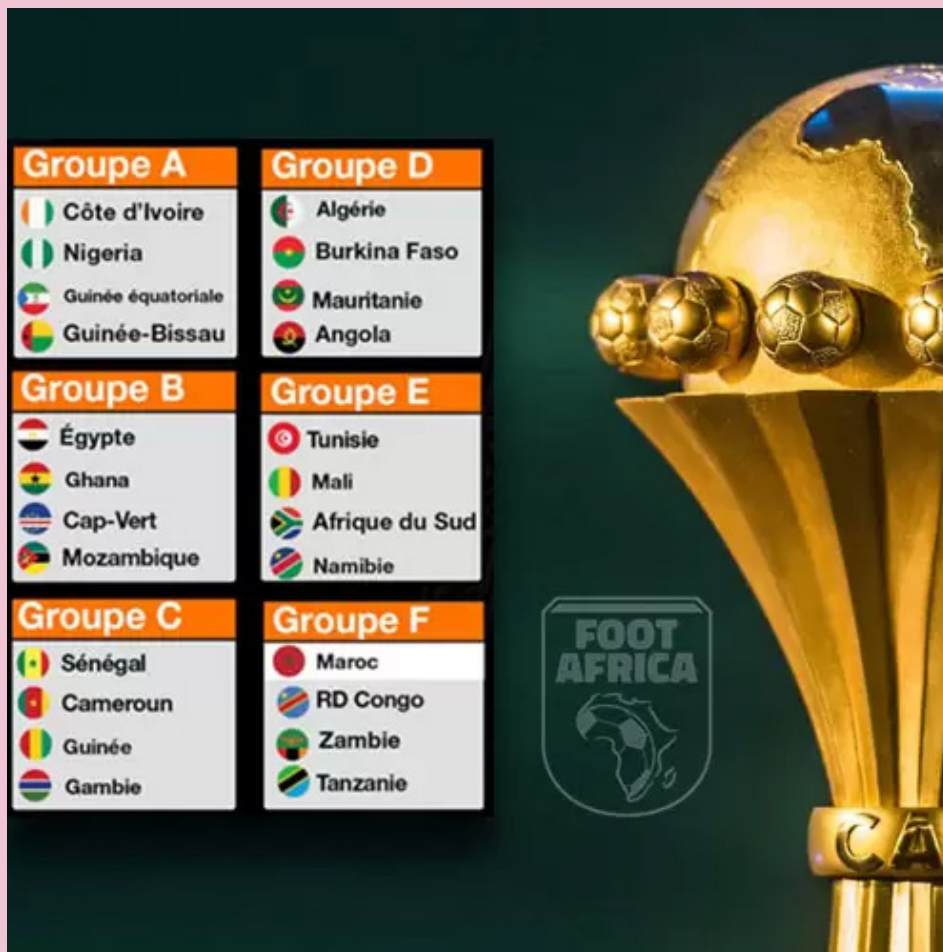 Groupe A
Côte d'Ivoire
Nigeria
Guinée équatoriale
Guinée-Bissau
Groupe B
Égypte
Ghana
Cap-Vert
Mozambique
Groupe C
Sénégal
Cameroun
Guinée
Gambie
Groupe D
Algérie
Burkina Faso
Mauritanie
Angola
Groupe E
Tunisie
Mali
Afrique du Sud
Namibie
Groupe F
Maroc
RD Congo
Zambie
Tanzanie
FOOT
AFRICA
CA